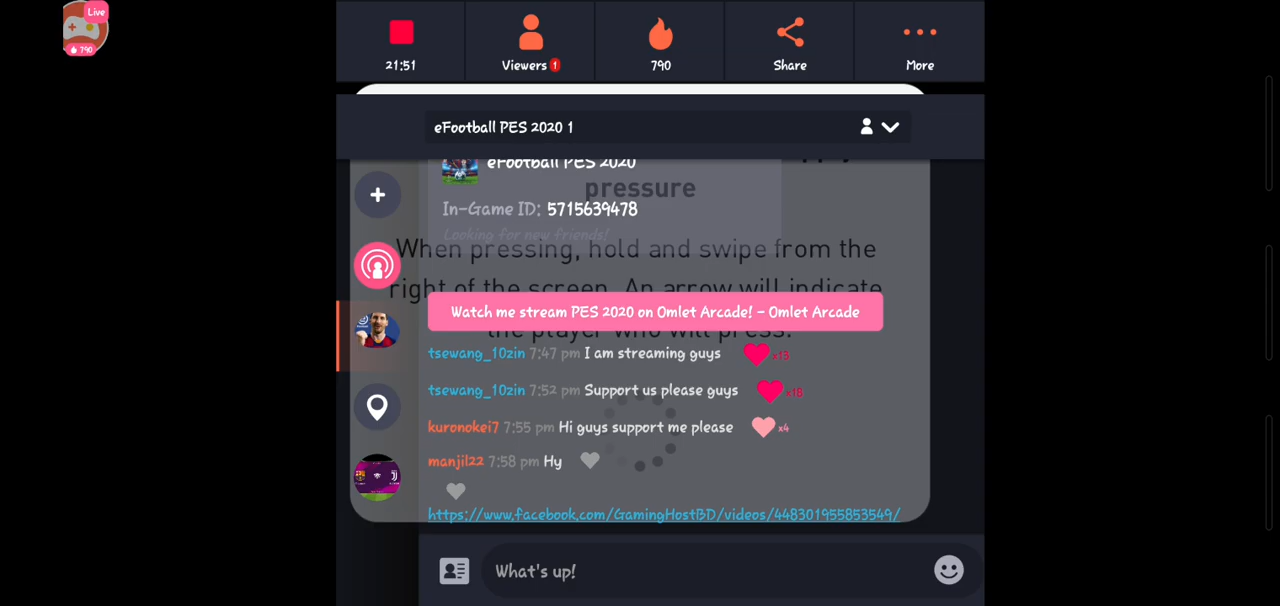 Live
790
21:51
Viewers 1
790
Share
More
eFootball PES 2020 1
eFootball PES 2020
pressure
In-Game ID: 5715639478
Looking for new friends!
When pressing, hold and swipe from the
right of the screen. An arrow will indicate
Watch me stream PES 2020 on Omlet Arcade! - Omlet Arcade
the player who will press.
tsewang_10zin 7:47 pm I am streaming guys x13
tsewang_10zin 7:52 pm Support us please guys x18
kuronokei7 7:55 pm Hi guys support me please x4
manjil22 7:58 pm Hy
https://www.facebook.com/GamingHostBD/videos/448301955853549/
What's up!